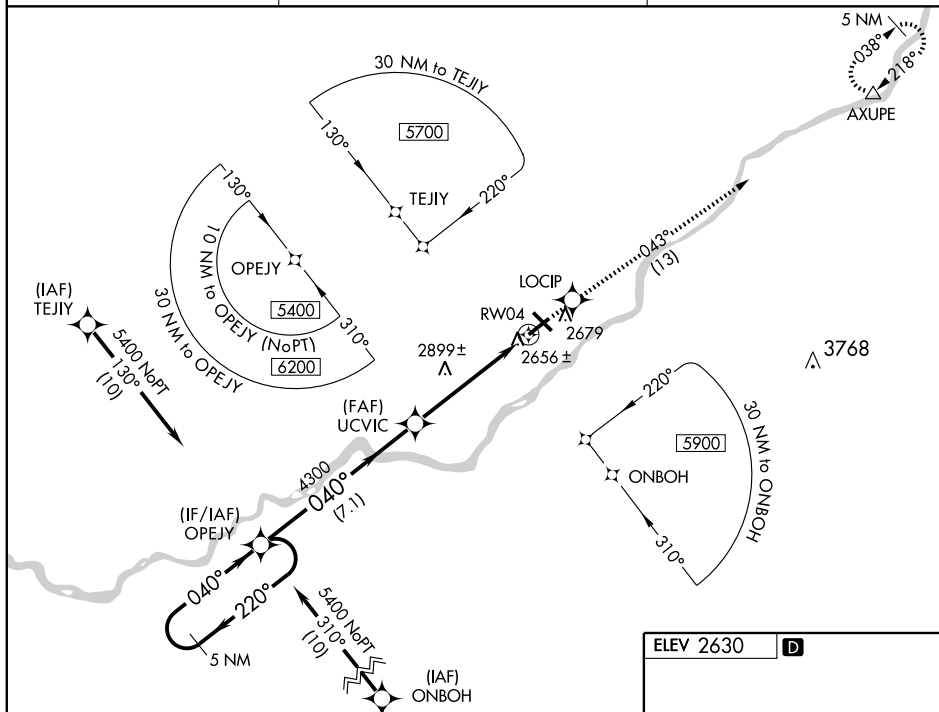 5 NM
038°
218°
AXUPE
30 NM to TEJIY
5700
130°
220°
TEJIY
130°
OPEJY
10 NM to OPEJY (NoPT)
5400
310°
30 NM to OPEJY
6200
043°
(13)
LOCIP
RW04
2679
2656 ±
2899 ±
3768
(IAF)
TEJIY
5400 NoPT
130°
(10)
(FAF)
UCVIC
4300
040°
(7.1)
220°
5900
30 NM to ONBOH
ONBOH
310°
(IF/IAF)
OPEJY
040°
220°
5 NM
5400 NoPT
310°
(10)
(IAF)
ONBOH
ELEV 2630 D